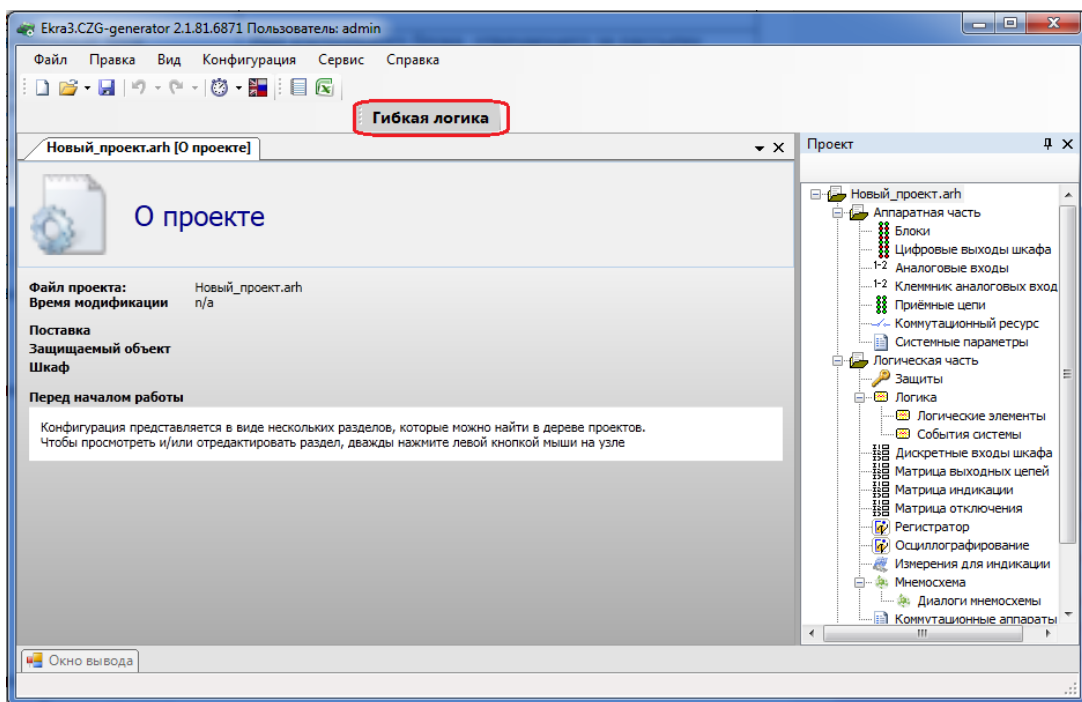 Ekra3.CZG-generator 2.1.81.6871 Пользователь: admin
Файл Правка Вид Конфигурация Сервис Справка
Гибкая логика
Новый_проект.arh [О проекте]
О проекте
Файл проекта: Новый_проект.arh
Время модификации n/a
Поставка
Защищаемый объект
Шкаф
Перед началом работы
Конфигурация представляется в виде нескольких разделов, которые можно найти в дереве проектов.
Чтобы просмотреть и/или отредактировать раздел, дважды нажмите левой кнопкой мыши на узле
Проект
Новый_проект.arh
Аппаратная часть
Блоки
Цифровые выходы шкафа
1-2 Аналоговые входы
1-2 Клеммник аналоговых вход
Приёмные цепи
Коммутационный ресурс
Системные параметры
Логическая часть
Защиты
Логика
Логические элементы
События системы
Дискретные входы шкафа
Матрица выходных цепей
Матрица индикации
Матрица отключения
Регистратор
Осциллографирование
Измерения для индикации
Мнемосхема
Диалоги мнемосхемы
Коммутационные аппараты
Окно вывода